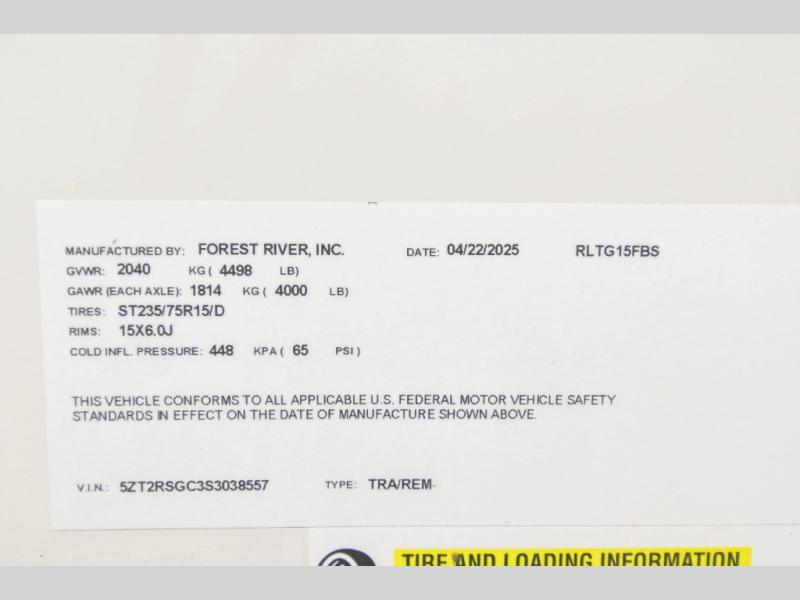 MANUFACTURED BY: FOREST RIVER, INC. DATE: 04/22/2025 RLTG15FBS
GVWR: 2040 KG ( 4498 LB)
GAWR (EACH AXLE): 1814 KG ( 4000 LB)
TIRES: ST235/75R15/D
RIMS: 15X6.0J
COLD INFL. PRESSURE: 448 KPA ( 65 PSI )
THIS VEHICLE CONFORMS TO ALL APPLICABLE U.S. FEDERAL MOTOR VEHICLE SAFETY
STANDARDS IN EFFECT ON THE DATE OF MANUFACTURE SHOWN ABOVE.
V.I.N.: 5ZT2RSGC3S3038557 TYPE: TRA/REM
TIRE AND LOADING INFORMATION